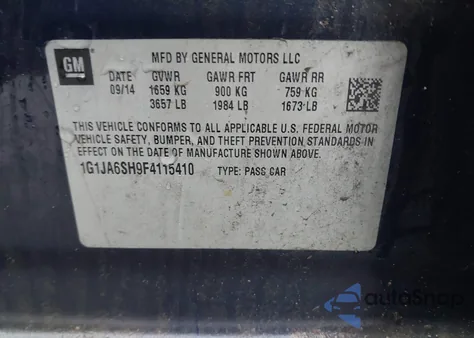 GM
MFD BY GENERAL MOTORS LLC
DATE GVWR GAWR FRT GAWR RR
09/14 1659 KG 900 KG 759 KG
3657 LB 1984 LB 1673 LB
THIS VEHICLE CONFORMS TO ALL APPLICABLE U.S. FEDERAL MOTOR
VEHICLE SAFETY, BUMPER, AND THEFT PREVENTION STANDARDS
IN EFFECT ON THE DATE OF MANUFACTURE SHOWN ABOVE.
1G1JA6SH9F4115410 TYPE: PASS CAR
autoSnap